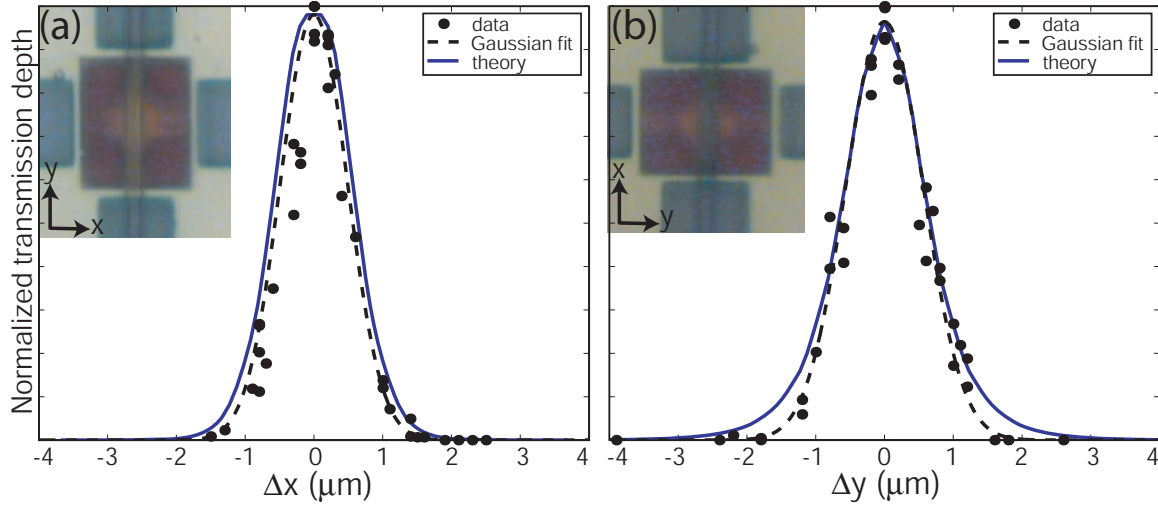 (a)
data
Gaussian fit
theory
y
x
Normalized transmission depth
-4 -3 -2 -1 0 1 2 3 4
Δx (μm)
(b)
data
Gaussian fit
theory
x
y
-4 -3 -2 -1 0 1 2 3 4
Δy (μm)